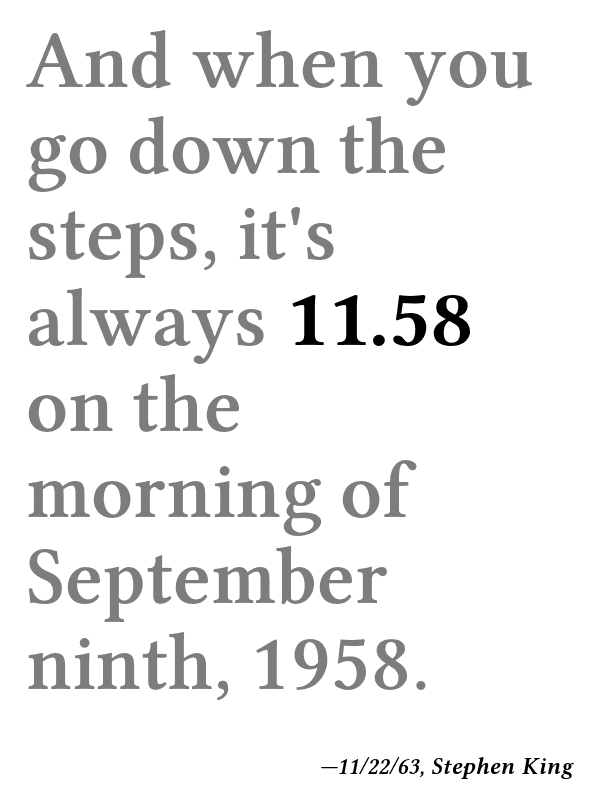 And when you
go down the
steps, it's
always 11.58
on the
morning of
September
ninth, 1958.
—11/22/63, Stephen King